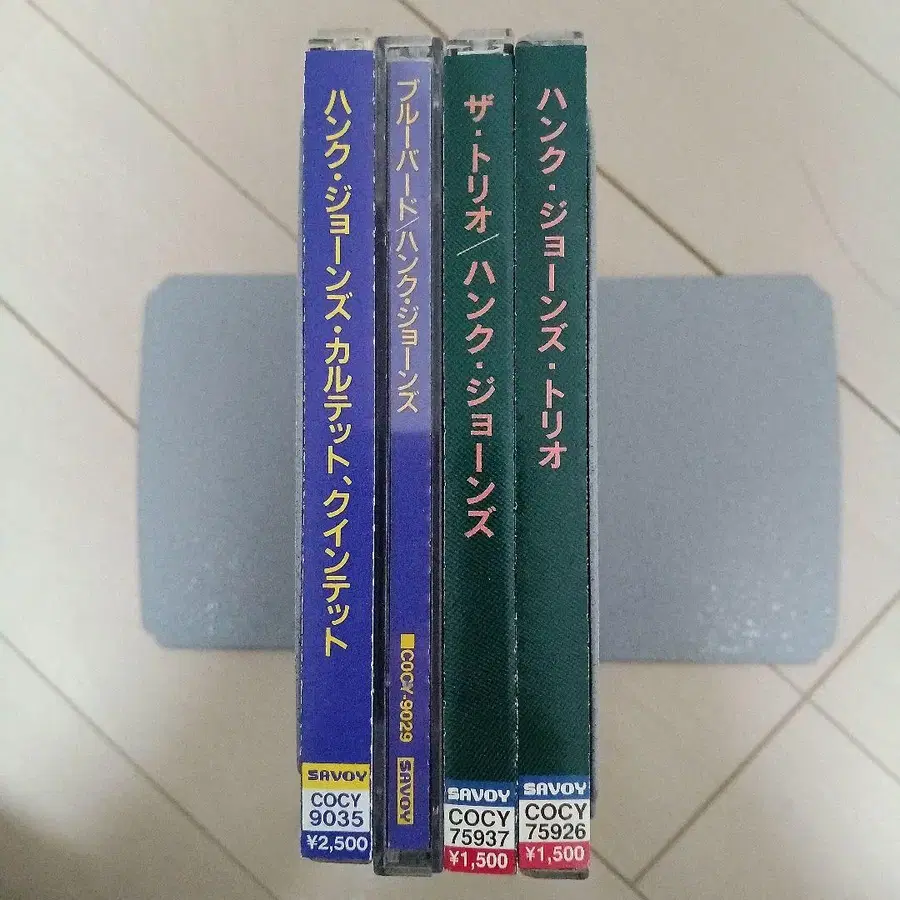 ハンク・ジョーンズ・カルテット、クインテット
SAVOY
COCY
9035
¥2,500
ブルーバード/ハンク・ジョーンズ
■COCY-9029
SAVOY
ザ・トリオ/ハンク・ジョーンズ
SAVOY
COCY
75937
¥1,500
ハンク・ジョーンズ・トリオ
SAVOY
COCY
75926
¥1,500